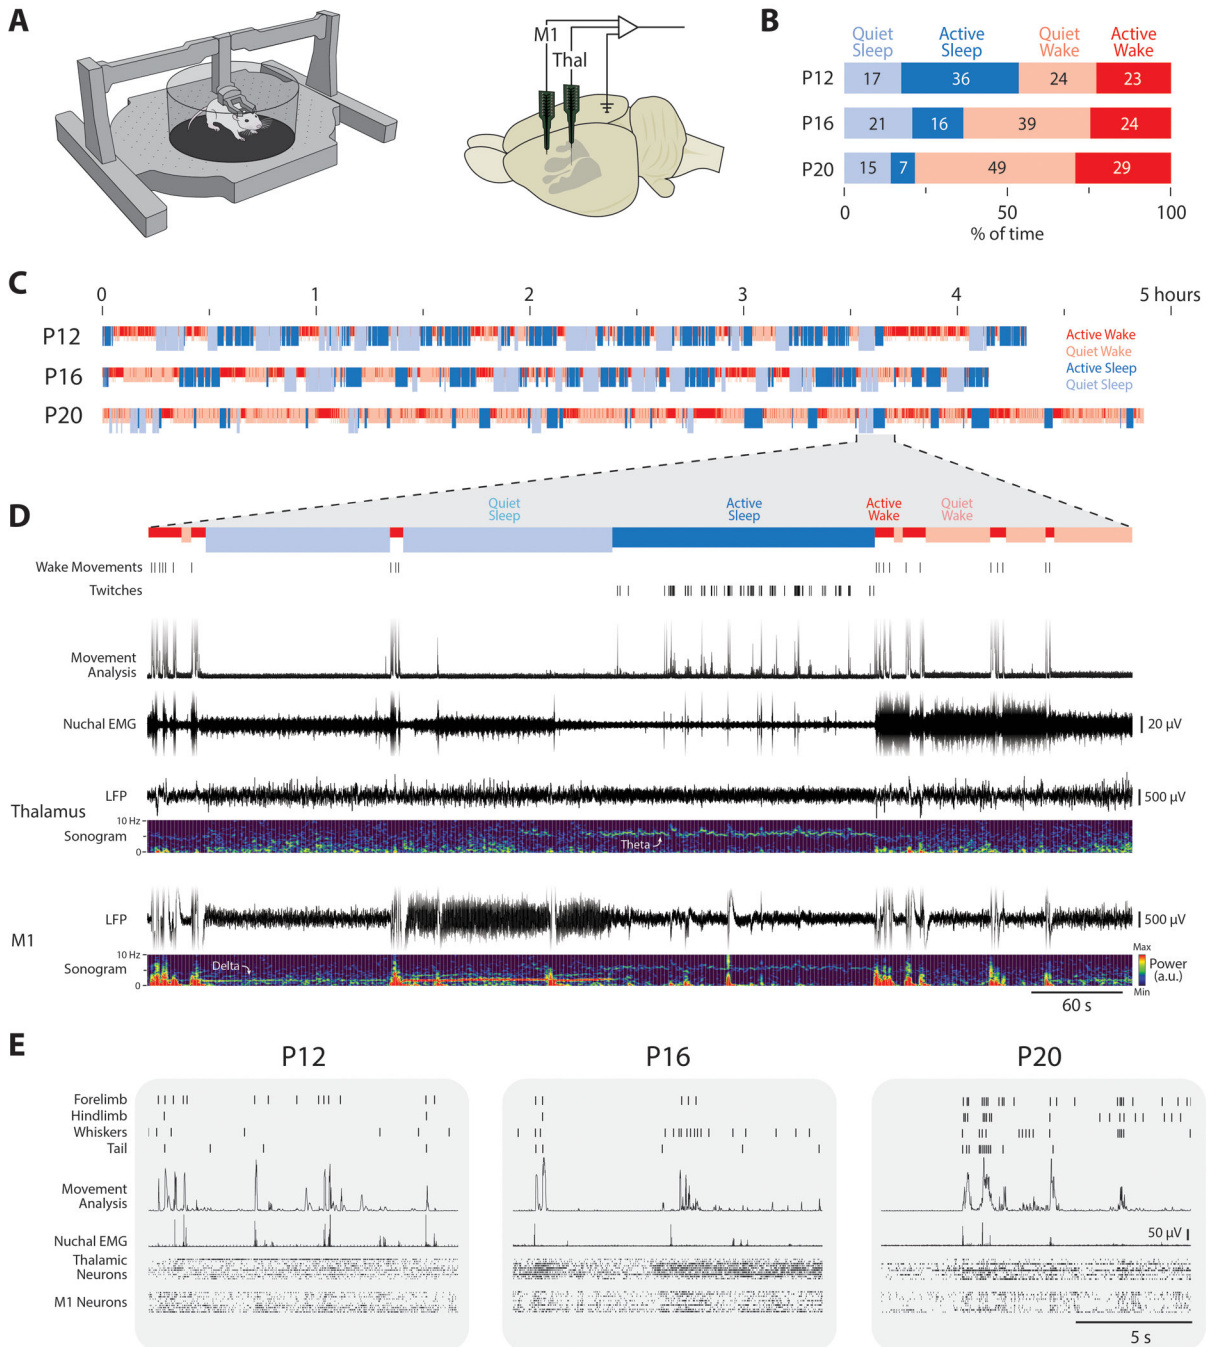 A
M1
Thal
B
Quiet Sleep
Active Sleep
Quiet Wake
Active Wake
P12
17
36
24
23
P16
21
16
39
24
P20
15
7
49
29
0
50
100
% of time
C
0
1
2
3
4
5 hours
P12
P16
P20
Active Wake
Quiet Wake
Active Sleep
Quiet Sleep
D
Quiet Sleep
Active Sleep
Active Wake
Quiet Wake
Wake Movements
Twitches
Movement Analysis
Nuchal EMG
20 µV
Thalamus
LFP
500 µV
10 Hz
Sonogram
0
Theta
M1
LFP
500 µV
10 Hz
Sonogram
0
Delta
Max
Power (a.u.)
Min
60 s
E
P12
P16
P20
Forelimb
Hindlimb
Whiskers
Tail
Movement Analysis
Nuchal EMG
50 µV
Thalamic Neurons
M1 Neurons
5 s